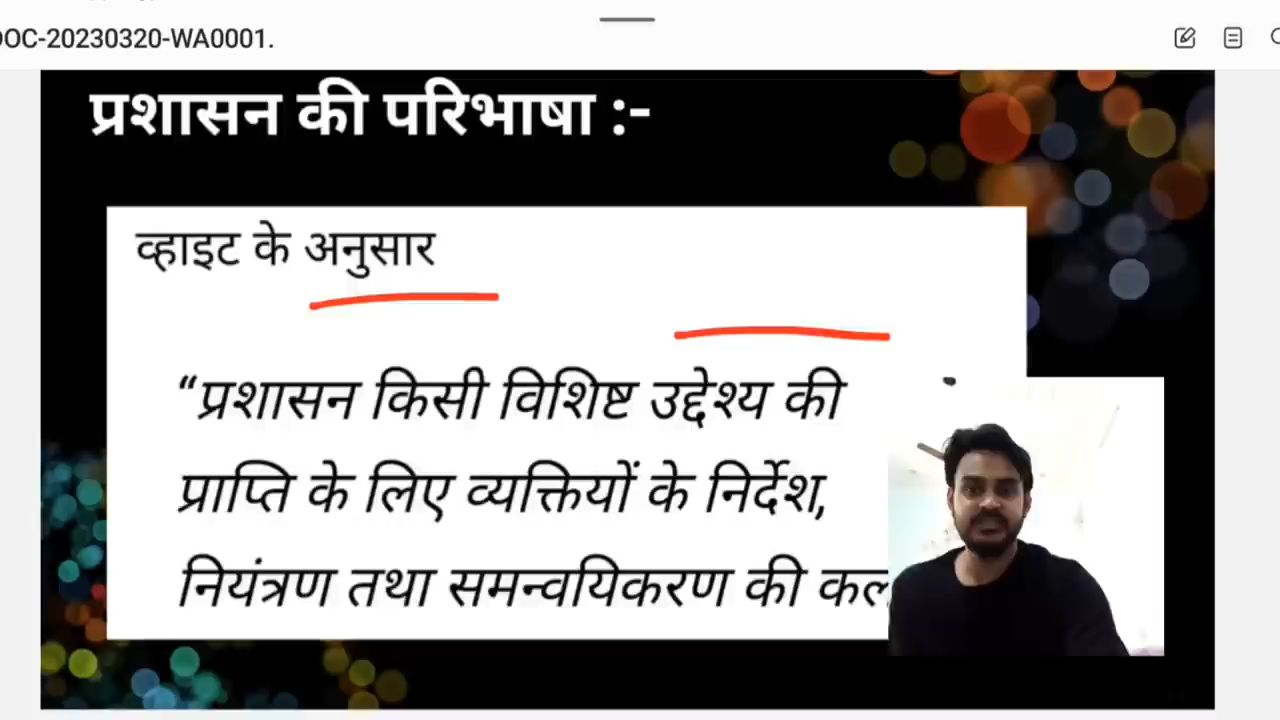 OC-20230320-WA0001.
प्रशासन की परिभाषा :-
व्हाइट के अनुसार
“प्रशासन किसी विशिष्ट उद्देश्य की
प्राप्ति के लिए व्यक्तियों के निर्देश,
नियंत्रण तथा समन्वयिकरण की